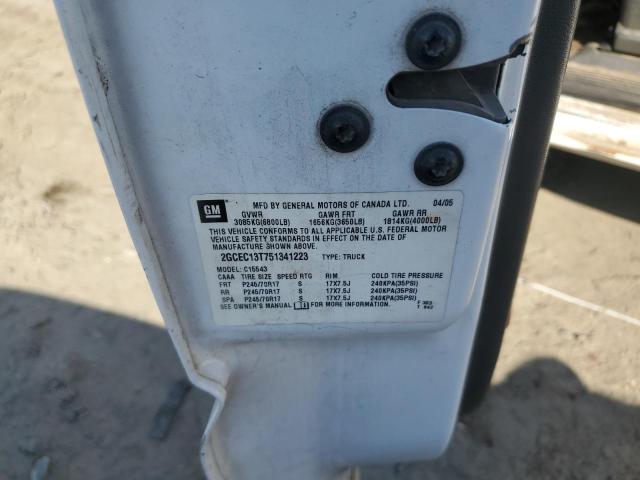 GM MFD BY GENERAL MOTORS OF CANADA LTD. 04/05
GVWR GAWR FRT GAWR RR
3085KG(6800LB) 1656KG(3650LB) 1814KG(4000LB)
THIS VEHICLE CONFORMS TO ALL APPLICABLE U.S. FEDERAL MOTOR
VEHICLE SAFETY STANDARDS IN EFFECT ON THE DATE OF
MANUFACTURE SHOWN ABOVE.
2GCEC13T751341223 TYPE: TRUCK
MODEL: C15543
CAAA TIRE SIZE SPEED RTG RIM COLD TIRE PRESSURE
FRT P245/70R17 S 17X7.5J 240KPA(35PSI)
RR P245/70R17 S 17X7.5J 240KPA(35PSI)
SPA P245/70R17 S 17X7.5J 240KPA(35PSI)
SEE OWNER'S MANUAL FOR MORE INFORMATION